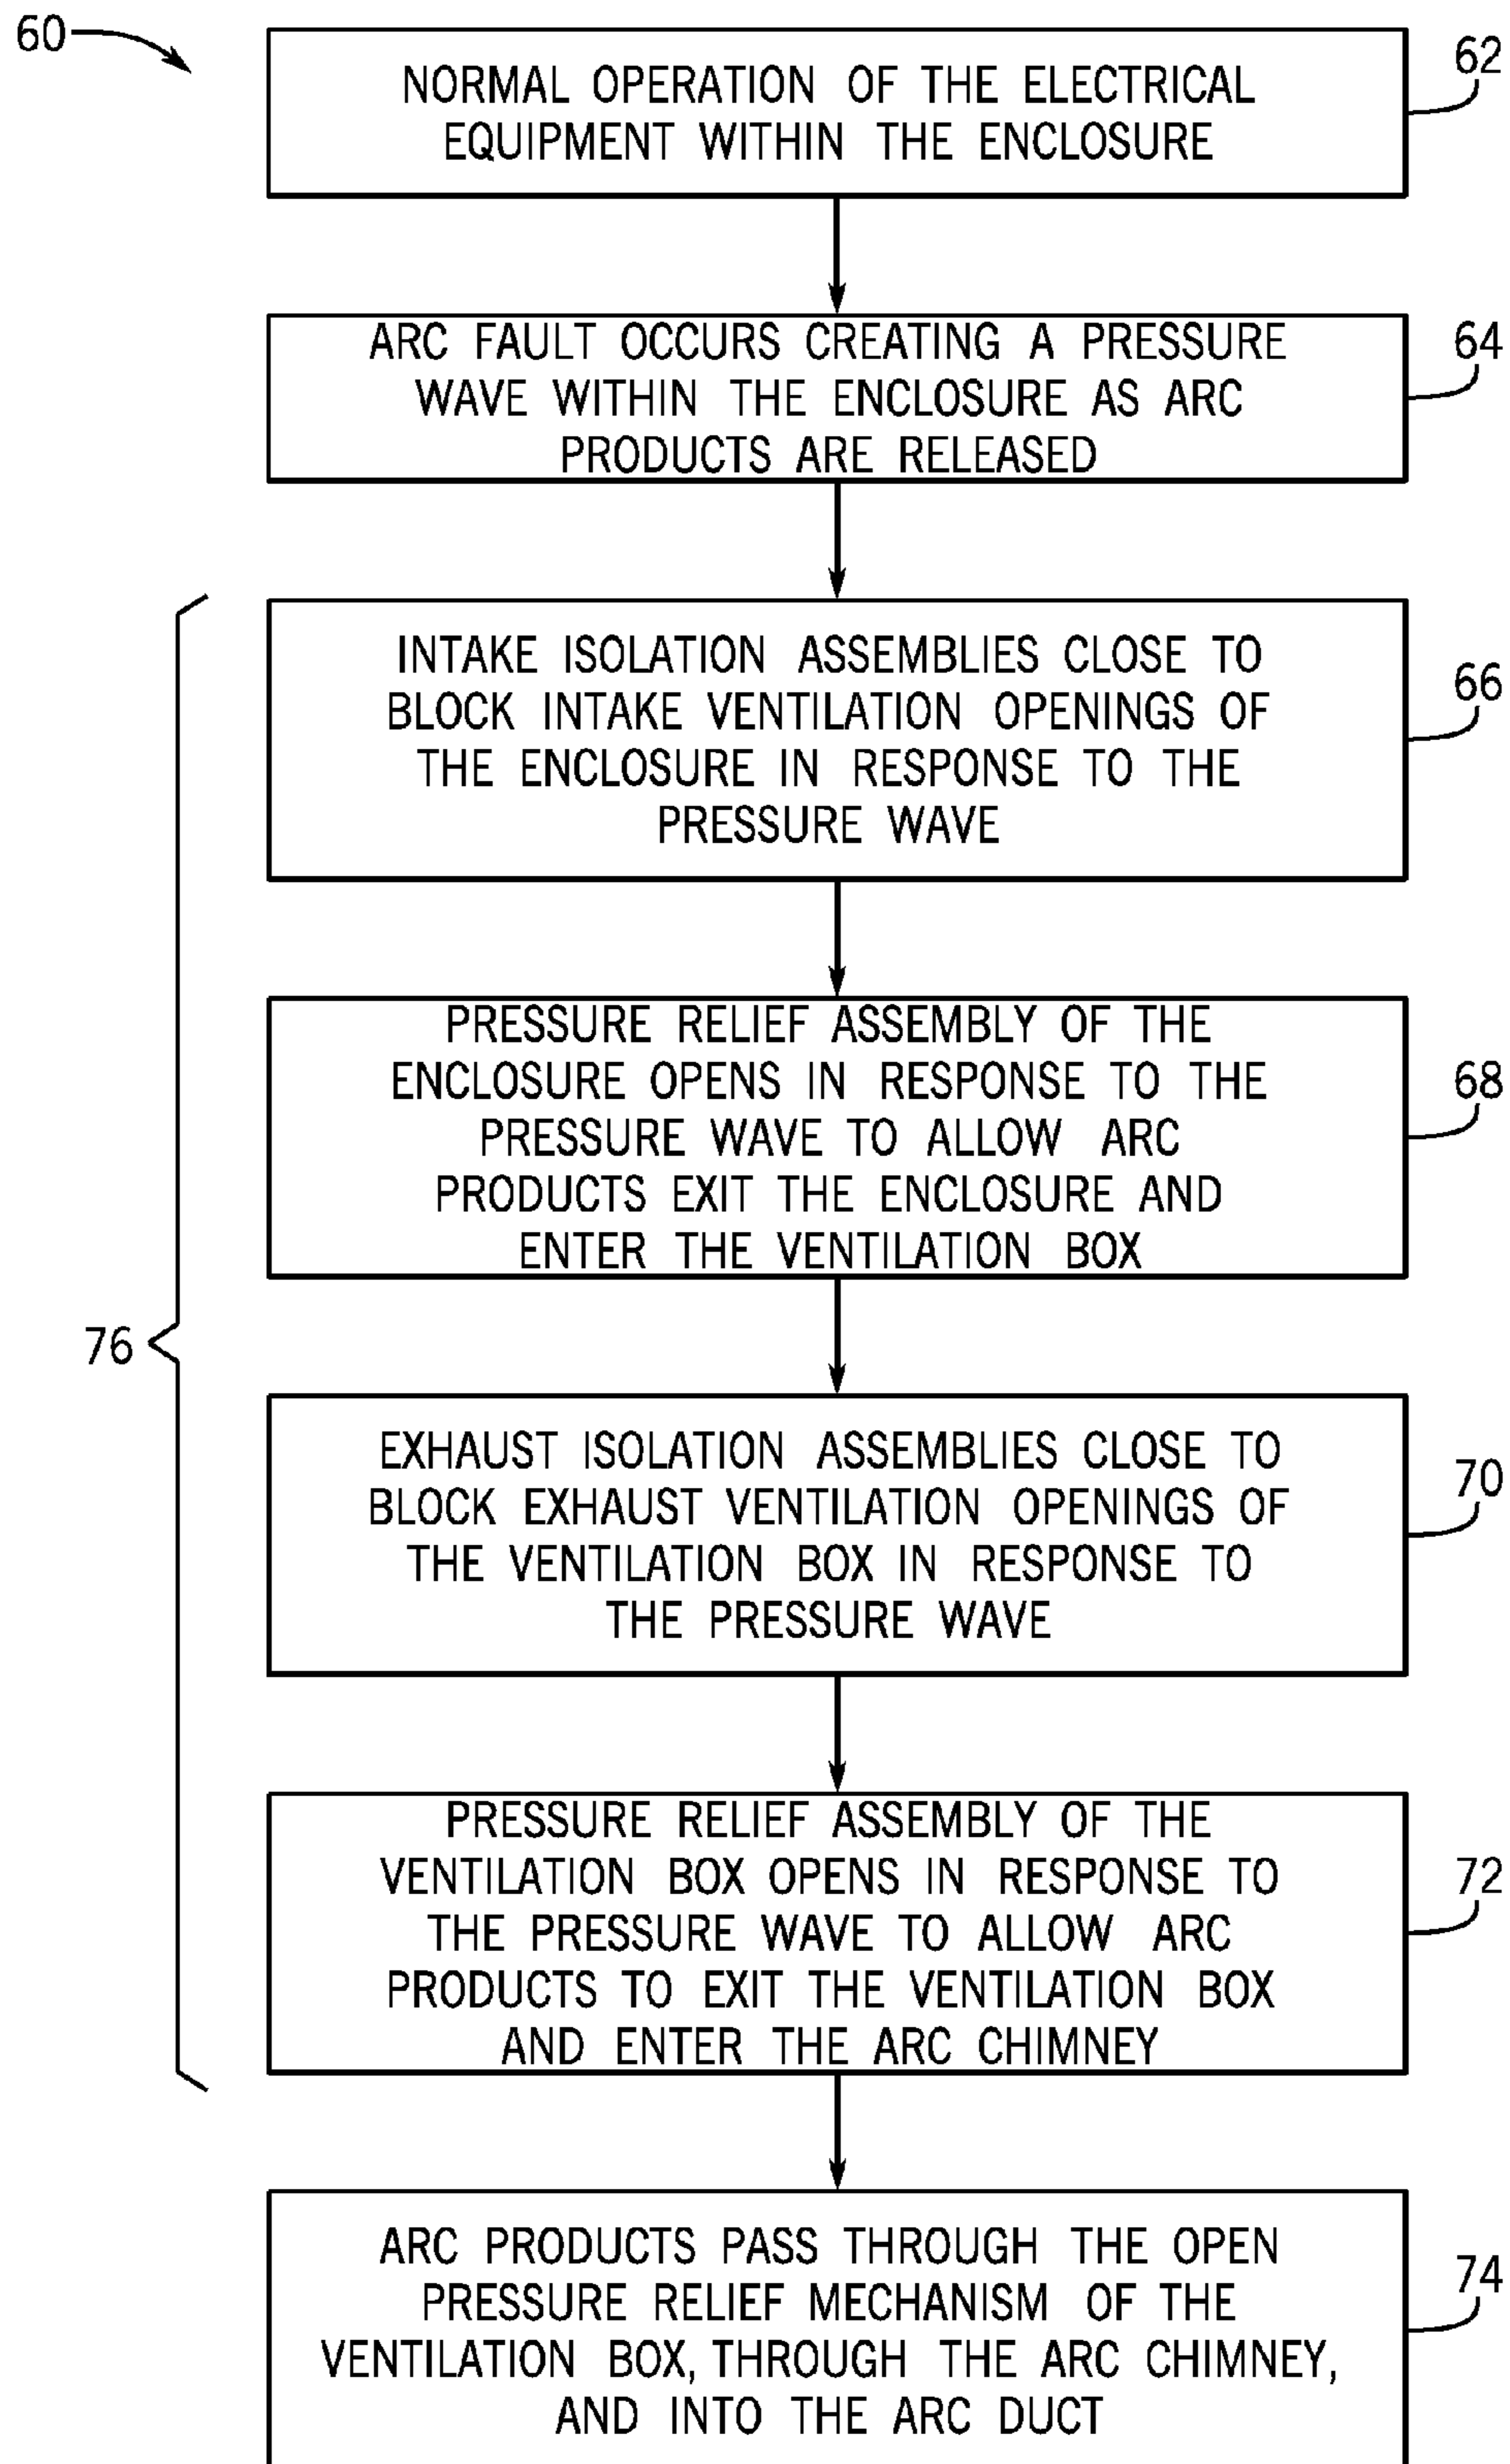 60
NORMAL OPERATION OF THE ELECTRICAL
EQUIPMENT WITHIN THE ENCLOSURE
62
ARC FAULT OCCURS CREATING A PRESSURE
WAVE WITHIN THE ENCLOSURE AS ARC
PRODUCTS ARE RELEASED
64
INTAKE ISOLATION ASSEMBLIES CLOSE TO
BLOCK INTAKE VENTILATION OPENINGS OF
THE ENCLOSURE IN RESPONSE TO THE
PRESSURE WAVE
66
PRESSURE RELIEF ASSEMBLY OF THE
ENCLOSURE OPENS IN RESPONSE TO THE
PRESSURE WAVE TO ALLOW ARC
PRODUCTS EXIT THE ENCLOSURE AND
ENTER THE VENTILATION BOX
68
76
EXHAUST ISOLATION ASSEMBLIES CLOSE TO
BLOCK EXHAUST VENTILATION OPENINGS OF
THE VENTILATION BOX IN RESPONSE TO
THE PRESSURE WAVE
70
PRESSURE RELIEF ASSEMBLY OF THE
VENTILATION BOX OPENS IN RESPONSE TO
THE PRESSURE WAVE TO ALLOW ARC
PRODUCTS TO EXIT THE VENTILATION BOX
AND ENTER THE ARC CHIMNEY
72
ARC PRODUCTS PASS THROUGH THE OPEN
PRESSURE RELIEF MECHANISM OF THE
VENTILATION BOX, THROUGH THE ARC CHIMNEY,
AND INTO THE ARC DUCT
74